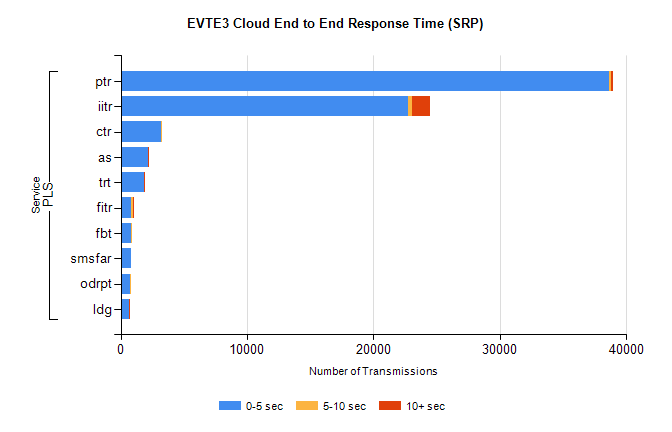 EVTE3 Cloud End to End Response Time (SRP)
Service
PLS
ptr
iitr
ctr
as
trt
fitr
fbt
smsfar
odrpt
ldg
0 10000 20000 30000 40000
Number of Transmissions
0-5 sec 5-10 sec 10+ sec